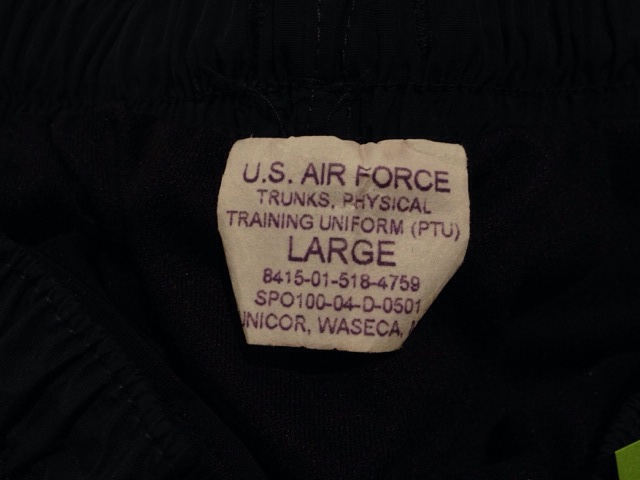 U.S. AIR FORCE
TRUNKS, PHYSICAL
TRAINING UNIFORM (PTU)
LARGE
8415-01-518-4759
SPO100-04-D-0501
UNICOR, WASECA,